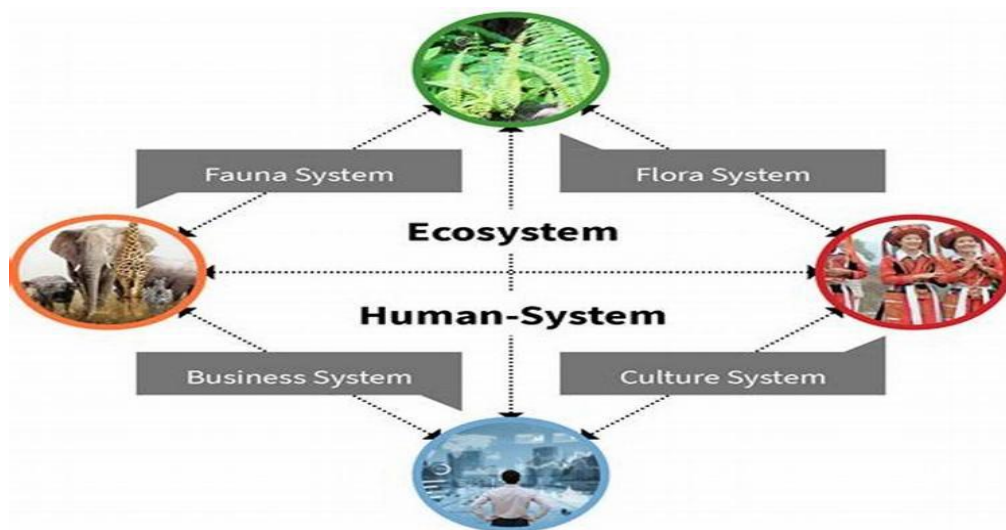 Fauna System
Flora System
Ecosystem
Human-System
Business System
Culture System